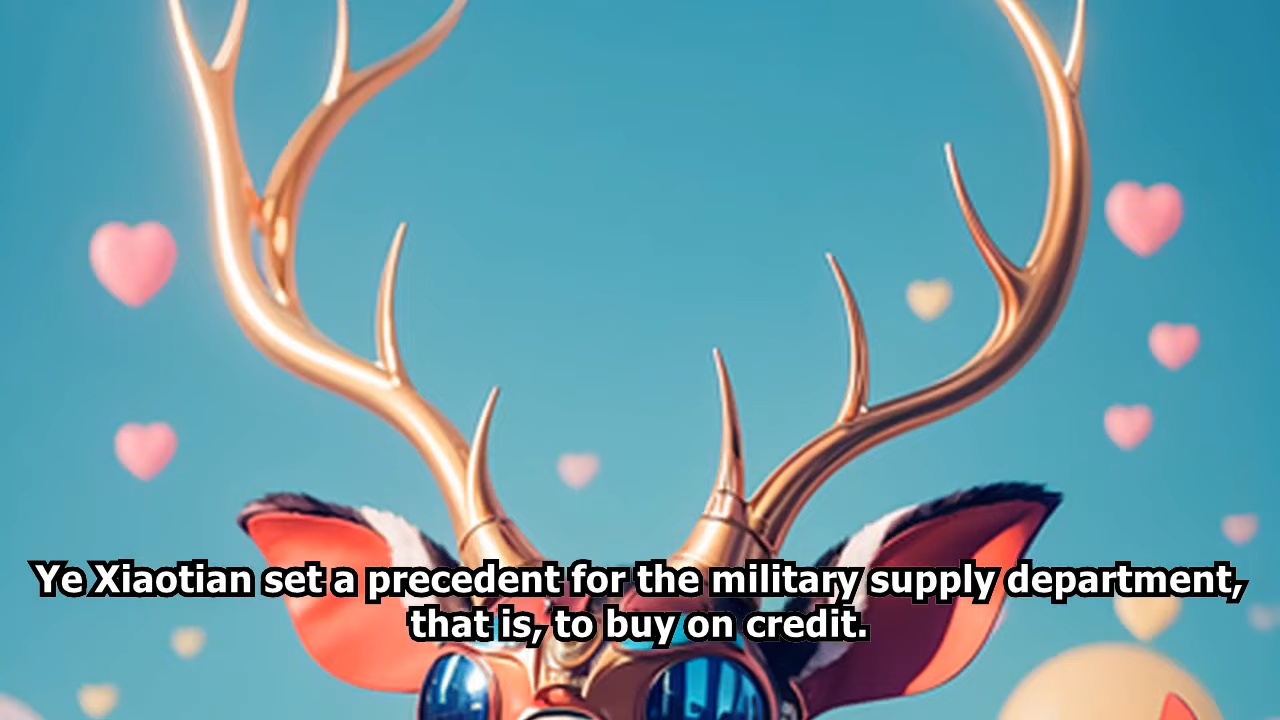 Ye Xiaotian set a precedent for the military supply department,
that is, to buy on credit.